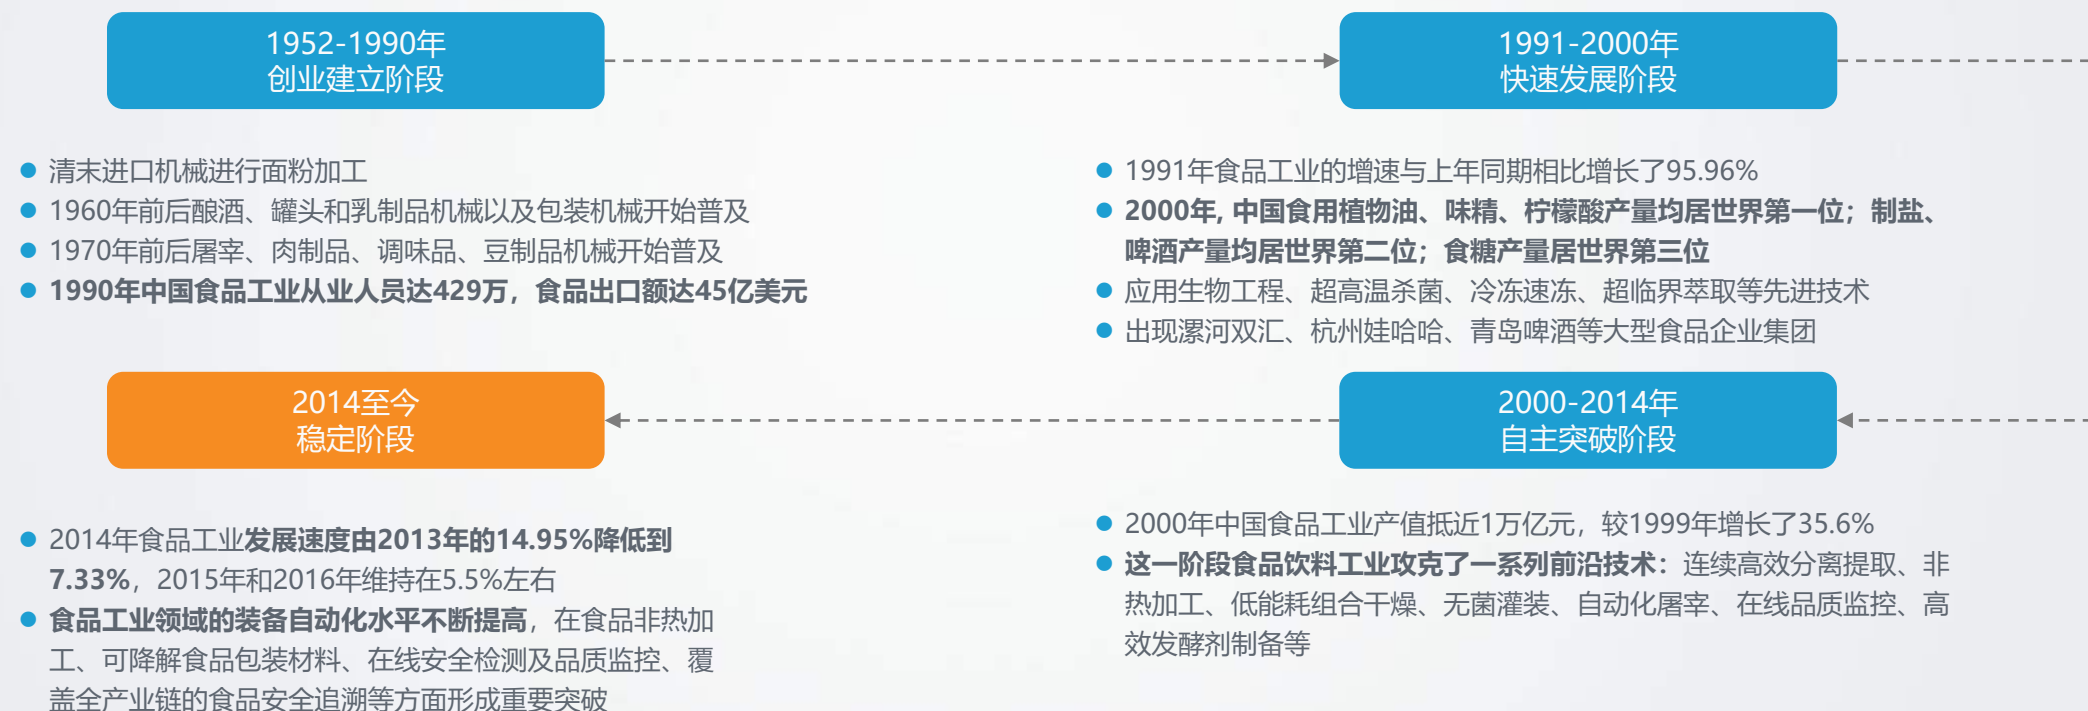 1952-1990年
创业建立阶段
清末进口机械进行面粉加工
1960年前后酿酒、罐头和乳制品机械以及包装机械开始普及
1970年前后屠宰、肉制品、调味品、豆制品机械开始普及
1990年中国食品工业从业人员达429万，食品出口额达45亿美元
1991-2000年
快速发展阶段
1991年食品工业的增速与上年同期相比增长了95.96%
2000年, 中国食用植物油、味精、柠檬酸产量均居世界第一位；制盐、
啤酒产量均居世界第二位；食糖产量居世界第三位
应用生物工程、超高温杀菌、冷冻速冻、超临界萃取等先进技术
出现漯河双汇、杭州娃哈哈、青岛啤酒等大型食品企业集团
2000-2014年
自主突破阶段
2000年中国食品工业产值抵近1万亿元，较1999年增长了35.6%
这一阶段食品饮料工业攻克了一系列前沿技术：连续高效分离提取、非
热加工、低能耗组合干燥、无菌灌装、自动化屠宰、在线品质监控、高
效发酵剂制备等
2014至今
稳定阶段
2014年食品工业发展速度由2013年的14.95%降低到
7.33%，2015年和2016年维持在5.5%左右
食品工业领域的装备自动化水平不断提高，在食品非热加
工、可降解食品包装材料、在线安全检测及品质监控、覆
盖全产业链的食品安全追溯等方面形成重要突破